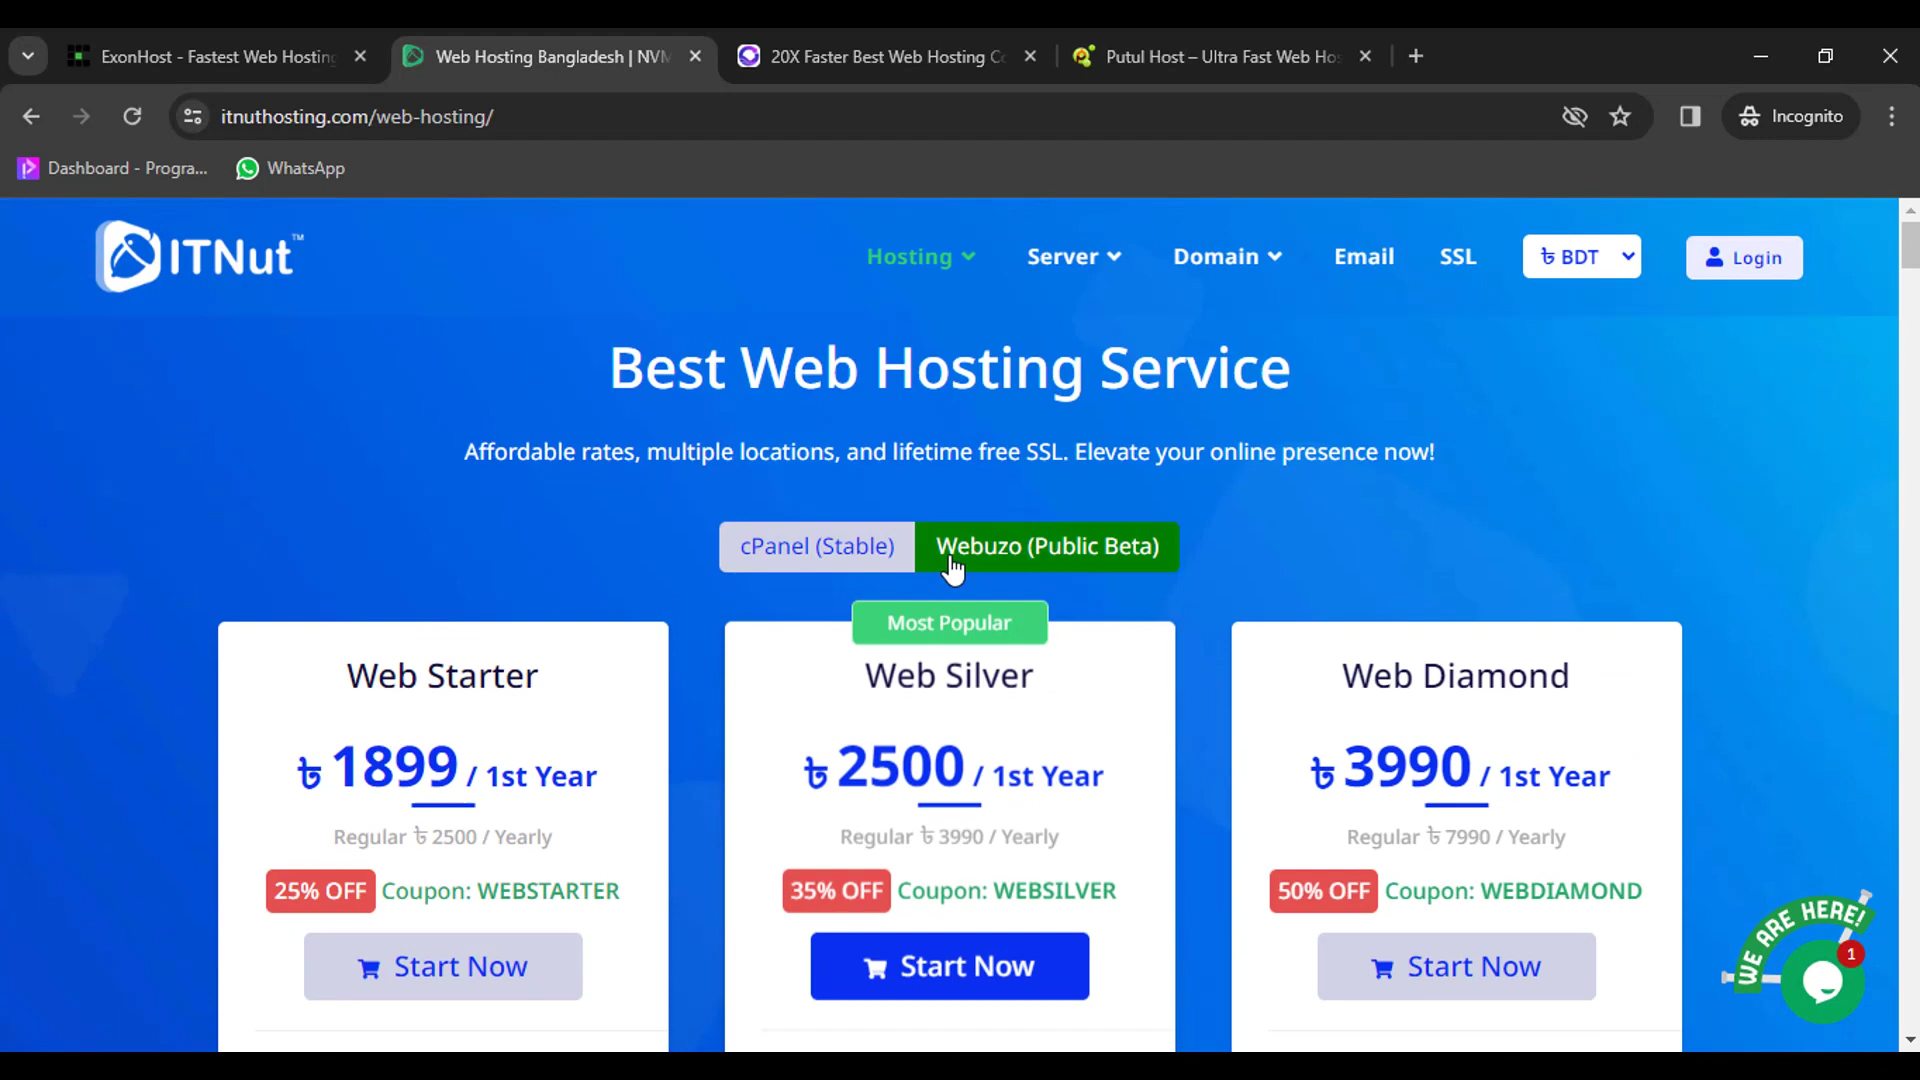 ExonHost - Fastest Web Hosting
Web Hosting Bangladesh | NVM
20X Faster Best Web Hosting Co
Putul Host – Ultra Fast Web Hos
itnuthosting.com/web-hosting/
Incognito
Dashboard - Progra...
WhatsApp
ITNut™
Hosting
Server
Domain
Email
SSL
৳ BDT
Login
Best Web Hosting Service
Affordable rates, multiple locations, and lifetime free SSL. Elevate your online presence now!
cPanel (Stable)
Webuzo (Public Beta)
Most Popular
Web Starter
৳ 1899 / 1st Year
Regular ৳ 2500 / Yearly
25% OFF Coupon: WEBSTARTER
Start Now
Web Silver
৳ 2500 / 1st Year
Regular ৳ 3990 / Yearly
35% OFF Coupon: WEBSILVER
Start Now
Web Diamond
৳ 3990 / 1st Year
Regular ৳ 7990 / Yearly
50% OFF Coupon: WEBDIAMOND
Start Now
WE ARE HERE!
1